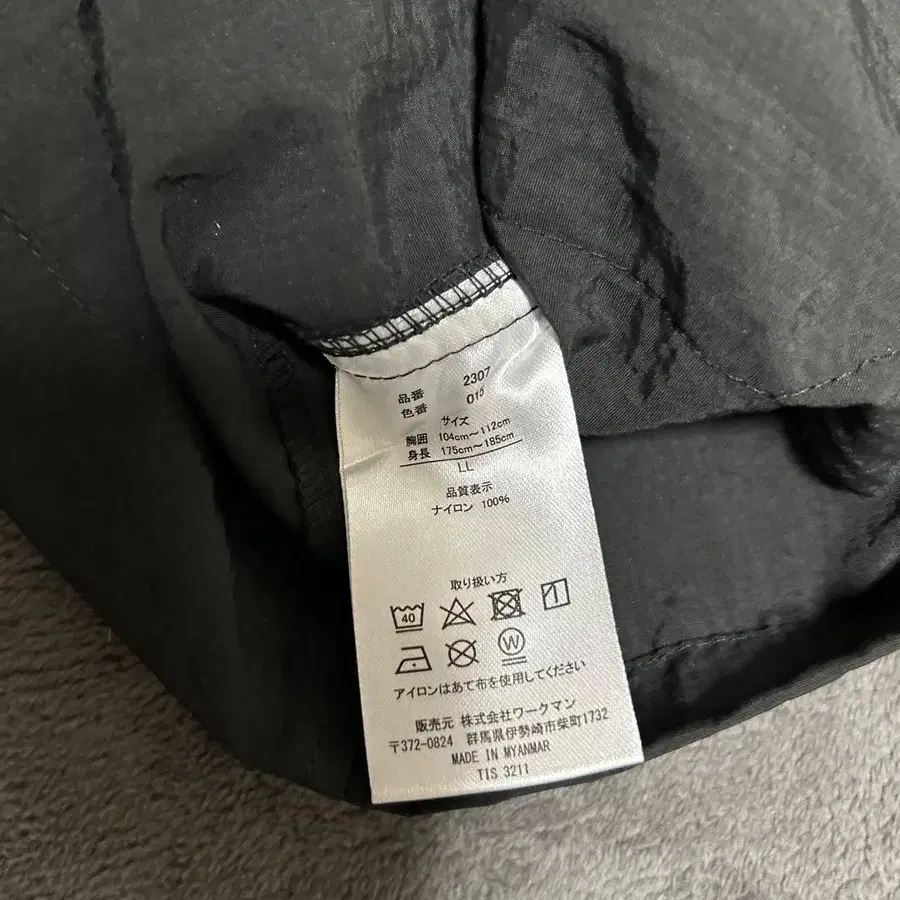 品番 2307
色番 015
サイズ
胸囲 104cm～112cm
身長 175cm～185cm
LL
品質表示
ナイロン 100%
取り扱い方
40
W
アイロンはあて布を使用してください
販売元 株式会社ワークマン
〒372-0824 群馬県伊勢崎市柴町1732
MADE IN MYANMAR
TIS 3211